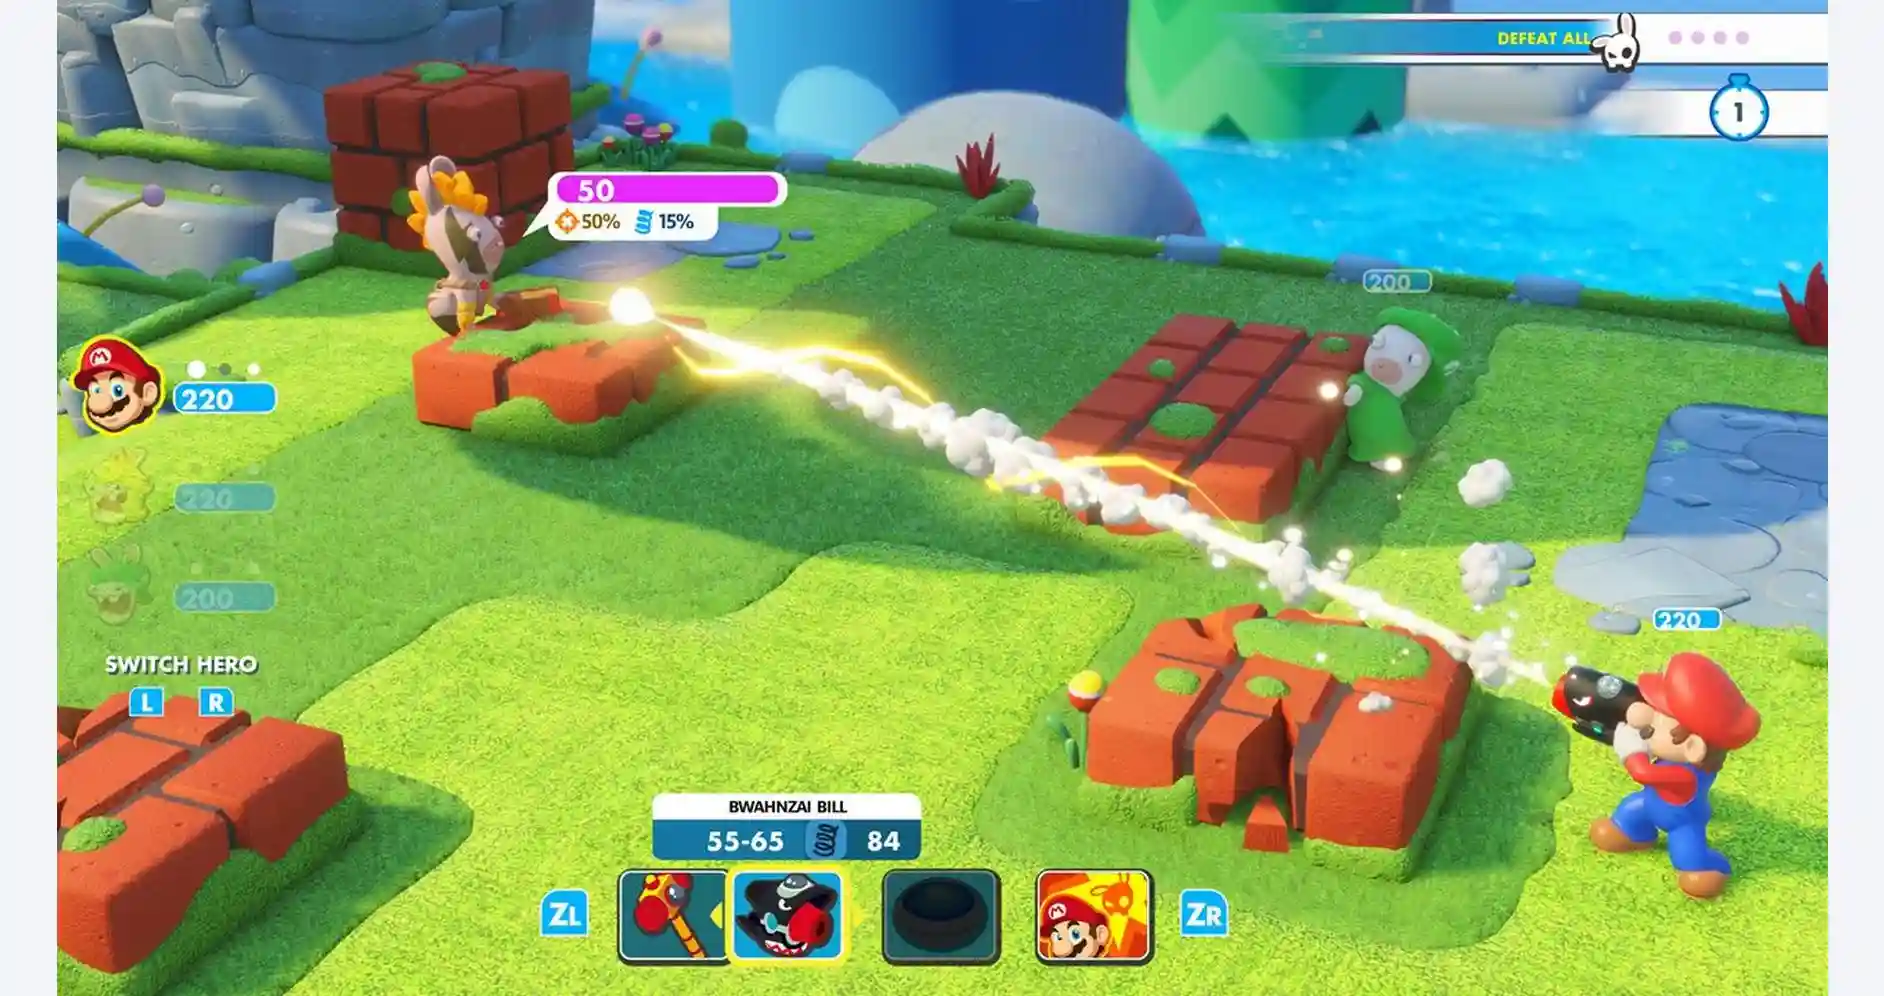 DEFEAT ALL
1
50
50% 15%
200
220
220
200
220
SWITCH HERO
L R
BWAHNZAI BILL
55-65 84
ZL ZR